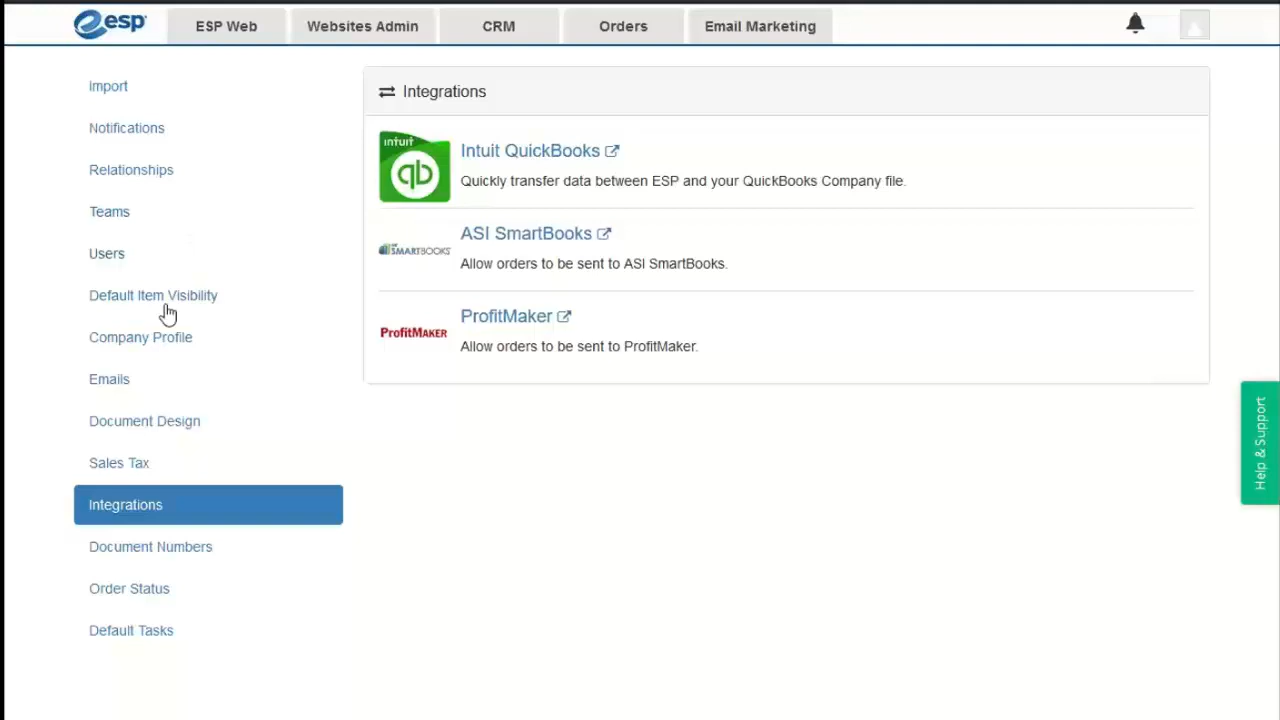 esp
ESP Web
Websites Admin
CRM
Orders
Email Marketing
Import
Notifications
Relationships
Teams
Users
Default Item Visibility
Company Profile
Emails
Document Design
Sales Tax
Integrations
Document Numbers
Order Status
Default Tasks
Integrations
intuit
qb
Intuit QuickBooks
Quickly transfer data between ESP and your QuickBooks Company file.
SMARTBOOKS
ASI SmartBooks
Allow orders to be sent to ASI SmartBooks.
PROFITMAKER
ProfitMaker
Allow orders to be sent to ProfitMaker.
Help & Support